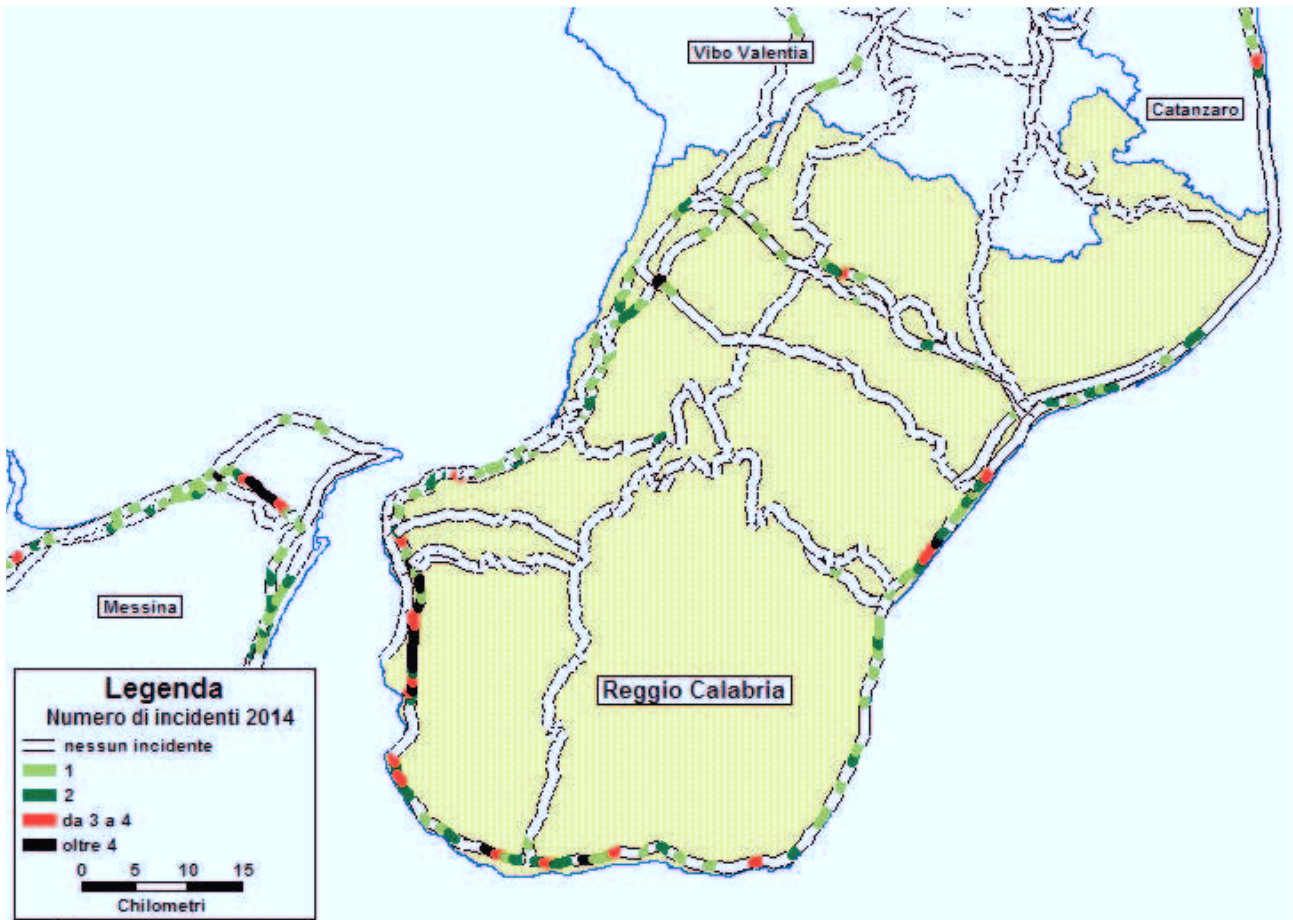 Vibo Valentia
Catanzaro
Messina
Reggio Calabria
Legenda
Numero di incidenti 2014
nessun incidente
1
2
da 3 a 4
oltre 4
0 5 10 15
Chilometri